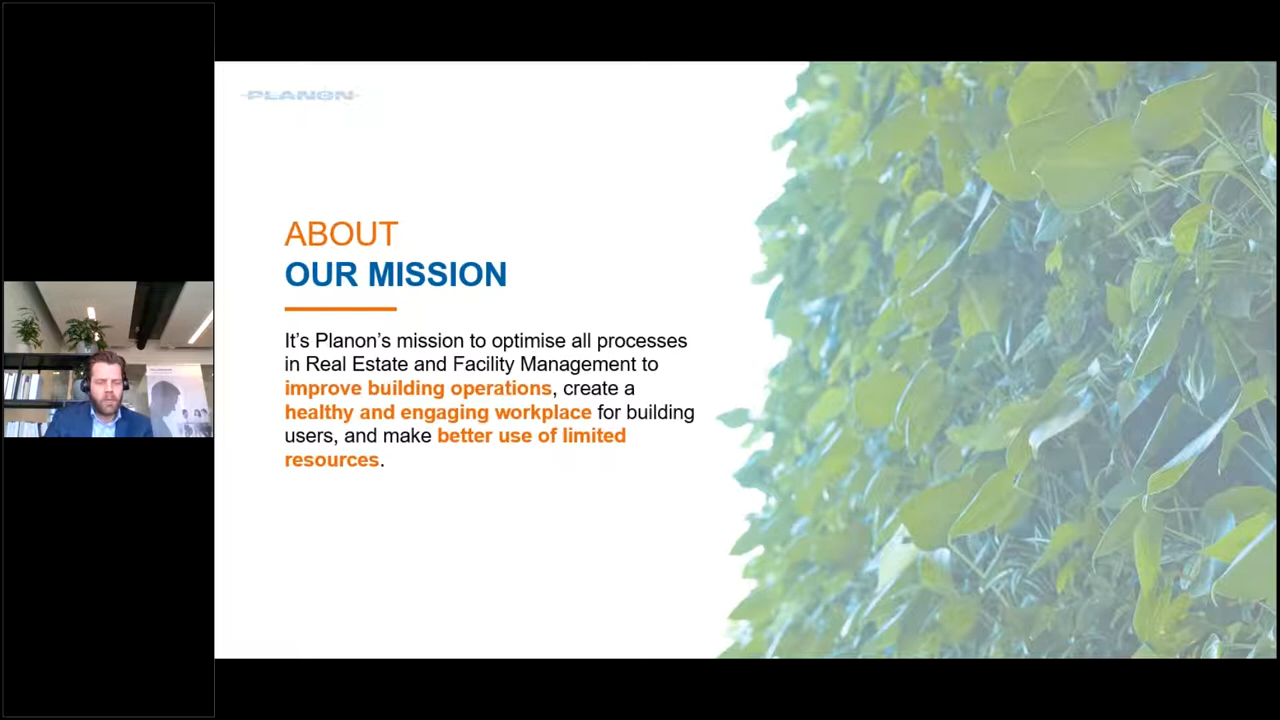 PLANON
ABOUT
OUR MISSION
It's Planon's mission to optimise all processes
in Real Estate and Facility Management to
improve building operations, create a
healthy and engaging workplace for building
users, and make better use of limited
resources.